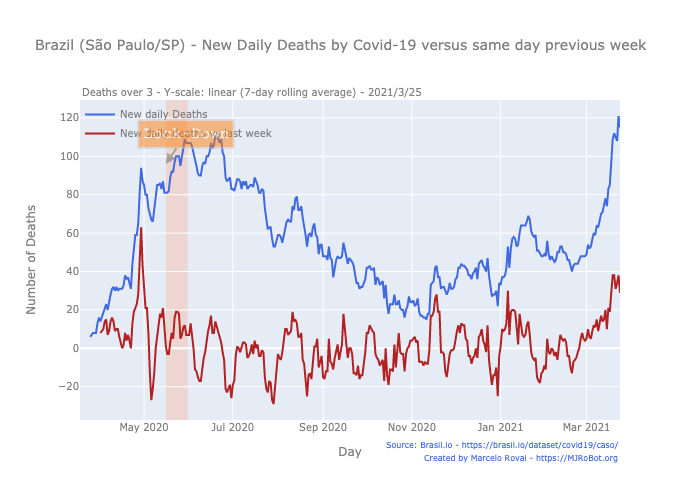 Brazil (São Paulo/SP) - New Daily Deaths by Covid-19 versus same day previous week
Deaths over 3 - Y-scale: linear (7-day rolling average) - 2021/3/25
New daily Deaths
New last week
120
100
80
60
40
20
0
−20
Number of Deaths
May 2020
Jul 2020
Sep 2020
Nov 2020
Jan 2021
Mar 2021
Day
Source: Brasil.io - https://brasil.io/dataset/covid19/caso/
Created by Marcelo Rovai - https://MJRoBot.org